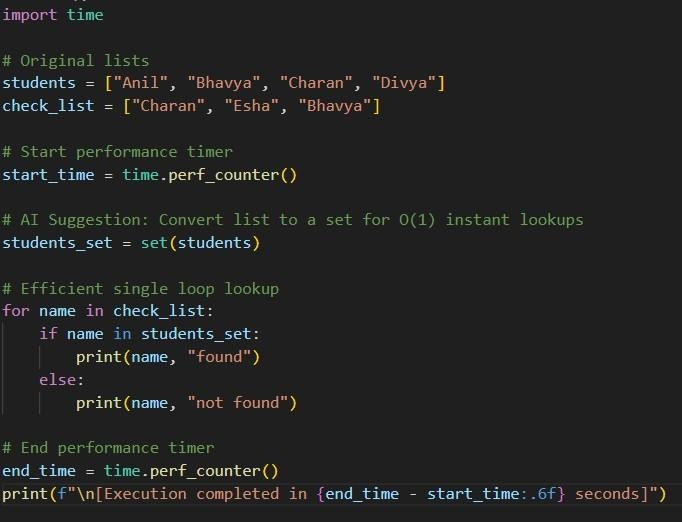 import time

# Original lists
students = ["Anil", "Bhavya", "Charan", "Divya"]
check_list = ["Charan", "Esha", "Bhavya"]

# Start performance timer
start_time = time.perf_counter()

# AI Suggestion: Convert list to a set for O(1) instant lookups
students_set = set(students)

# Efficient single loop lookup
for name in check_list:
    if name in students_set:
        print(name, "found")
    else:
        print(name, "not found")

# End performance timer
end_time = time.perf_counter()
print(f"\n[Execution completed in {end_time - start_time:.6f} seconds]")